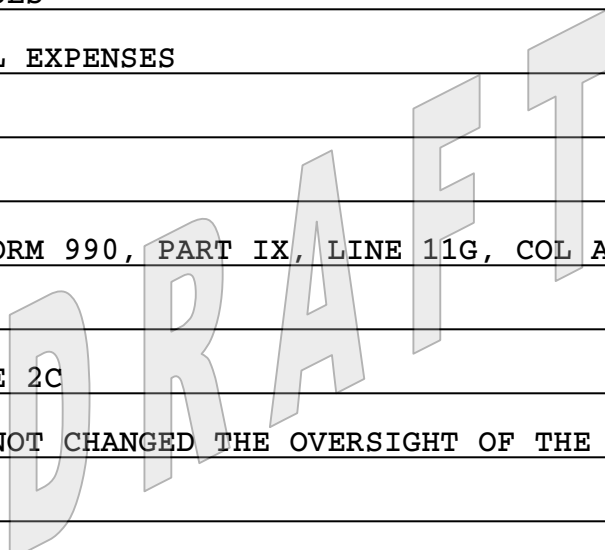 EXPENSES
ORM 990, PART IX, LINE 11G, COL A
2C
NOT CHANGED THE OVERSIGHT OF THE
DRAFT